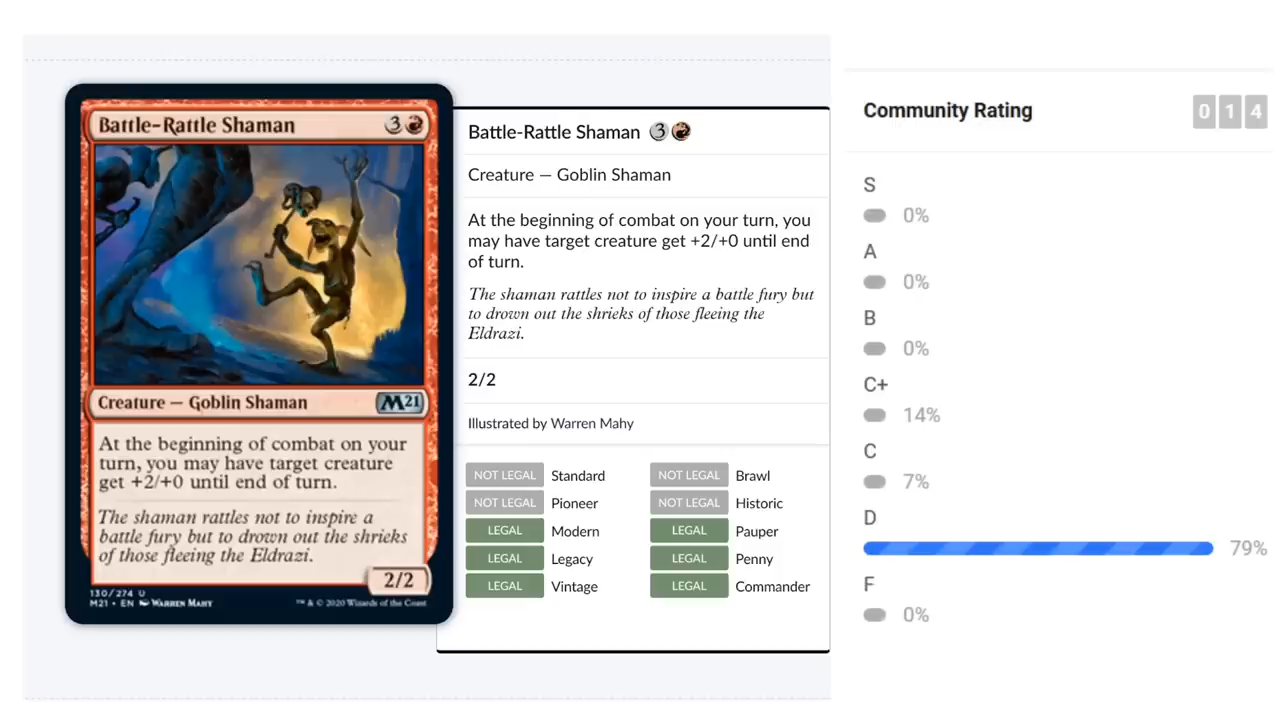 Battle-Rattle Shaman 3
Creature — Goblin Shaman M21
At the beginning of combat on your
turn, you may have target creature
get +2/+0 until end of turn.
The shaman rattles not to inspire a
battle fury but to drown out the shrieks
of those fleeing the Eldrazi.
2/2
130/274 U
M21 • EN Warren Mahy ™ & © 2020 Wizards of the Coast
Battle-Rattle Shaman 3
Creature — Goblin Shaman
At the beginning of combat on your turn, you
may have target creature get +2/+0 until end
of turn.
The shaman rattles not to inspire a battle fury but
to drown out the shrieks of those fleeing the
Eldrazi.
2/2
Illustrated by Warren Mahy
NOT LEGAL Standard NOT LEGAL Brawl
NOT LEGAL Pioneer NOT LEGAL Historic
LEGAL Modern LEGAL Pauper
LEGAL Legacy LEGAL Penny
LEGAL Vintage LEGAL Commander
Community Rating 0 1 4
S
0%
A
0%
B
0%
C+
14%
C
7%
D
79%
F
0%